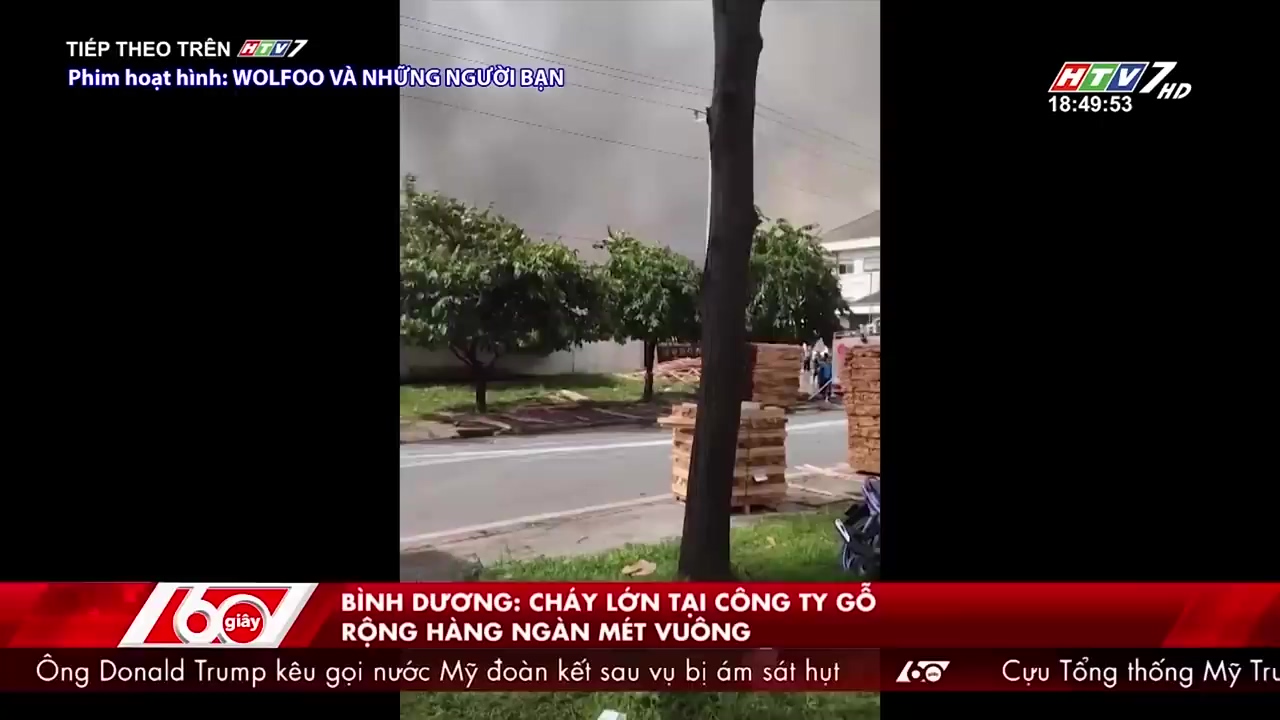 TIẾP THEO TRÊN HTV7
Phim hoạt hình: WOLFOO VÀ NHỮNG NGƯỜI BẠN
HTV7 HD
18:49:53
60 giây
BÌNH DƯƠNG: CHÁY LỚN TẠI CÔNG TY GỖ
RỘNG HÀNG NGÀN MÉT VUÔNG
Ông Donald Trump kêu gọi nước Mỹ đoàn kết sau vụ bị ám sát hụt 60 giây Cựu Tổng thống Mỹ Tru